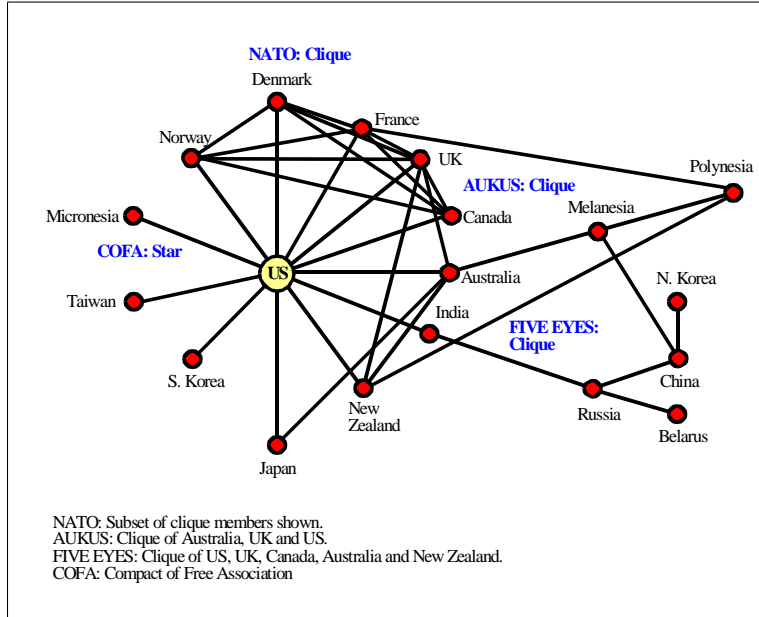 NATO: Clique
Denmark
France
Norway
UK
Polynesia
AUKUS: Clique
Micronesia
Canada
Melanesia
COFA: Star
US
Australia
N. Korea
Taiwan
India
FIVE EYES:
Clique
S. Korea
New
Zealand
China
Russia
Belarus
Japan
NATO: Subset of clique members shown.
AUKUS: Clique of Australia, UK and US.
FIVE EYES: Clique of US, UK, Canada, Australia and New Zealand.
COFA: Compact of Free Association